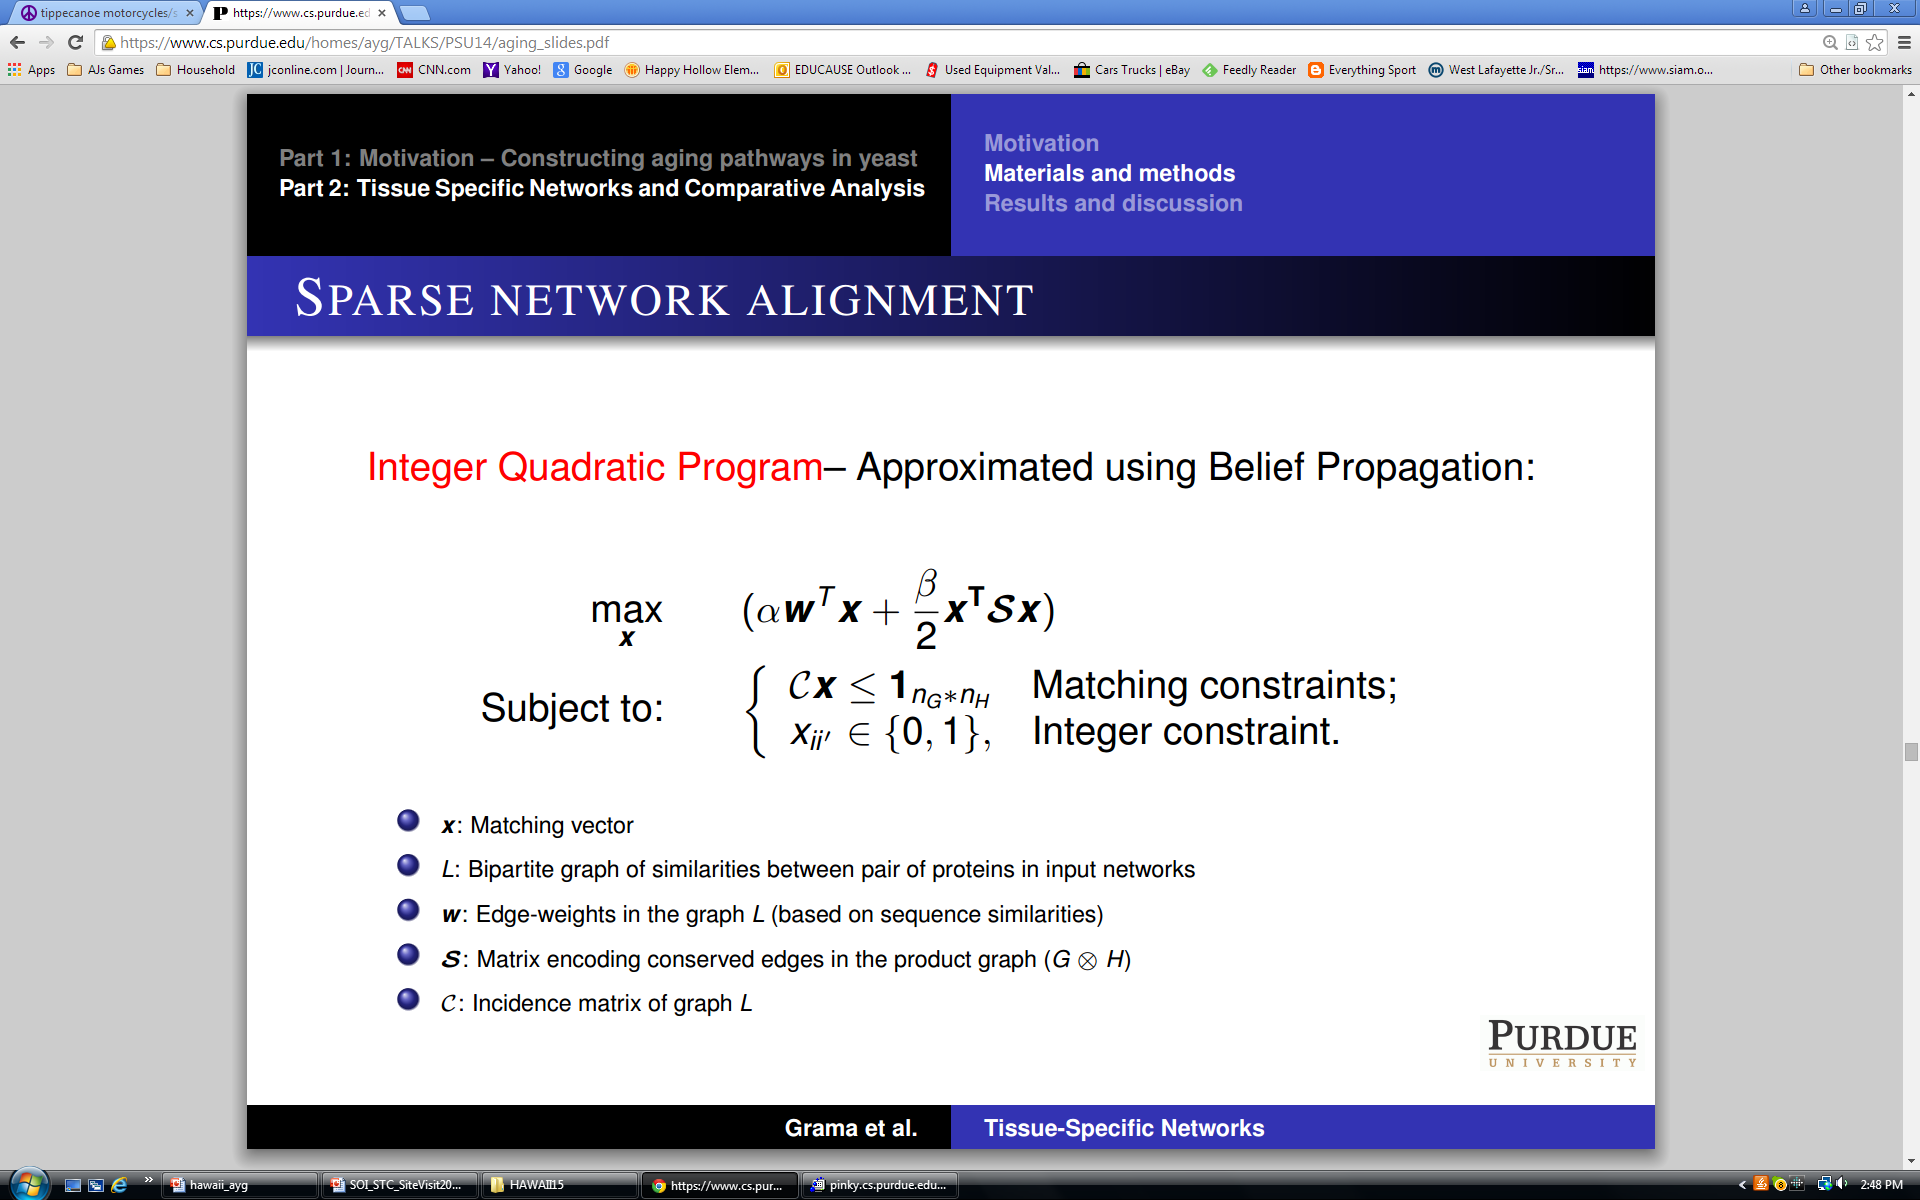 tippecanoe motorcycles/s
https://www.cs.purdue.ed
https://www.cs.purdue.edu/homes/ayg/TALKS/PSU14/aging_slides.pdf
Apps AJs Games Household jconline.com | Journ... CNN.com Yahoo! Google Happy Hollow Elem... EDUCAUSE Outlook ... Used Equipment Val... Cars Trucks | eBay Feedly Reader Everything Sport West Lafayette Jr./Sr... https://www.siam.o... Other bookmarks
Part 1: Motivation – Constructing aging pathways in yeast
Part 2: Tissue Specific Networks and Comparative Analysis
Motivation
Materials and methods
Results and discussion
SPARSE NETWORK ALIGNMENT
Integer Quadratic Program– Approximated using Belief Propagation:
max_x (αw^T x + β/2 x^T S x)
Subject to: { Cx ≤ 1_{n_G*n_H} Matching constraints;
x_{ii'} ∈ {0, 1}, Integer constraint.
x: Matching vector
L: Bipartite graph of similarities between pair of proteins in input networks
w: Edge-weights in the graph L (based on sequence similarities)
S: Matrix encoding conserved edges in the product graph (G ⊗ H)
C: Incidence matrix of graph L
PURDUE
UNIVERSITY
Grama et al. Tissue-Specific Networks
hawaii_ayg SOI_STC_SiteVisit20... HAWAII15 https://www.cs.pur... pinky.cs.purdue.edu... 2:48 PM